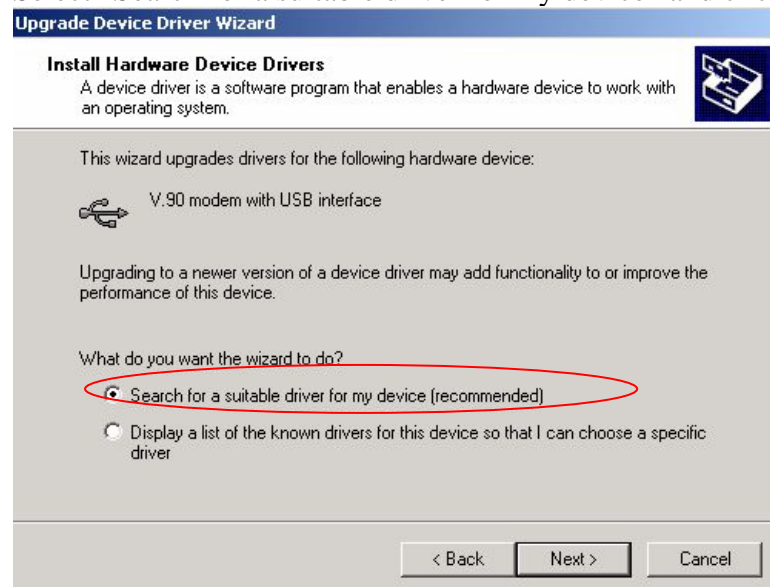 Upgrade Device Driver Wizard
Install Hardware Device Drivers
A device driver is a software program that enables a hardware device to work with
an operating system.
This wizard upgrades drivers for the following hardware device:
V.90 modem with USB interface
Upgrading to a newer version of a device driver may add functionality to or improve the
performance of this device.
What do you want the wizard to do?
Search for a suitable driver for my device (recommended)
Display a list of the known drivers for this device so that I can choose a specific
driver
< Back
Next >
Cancel